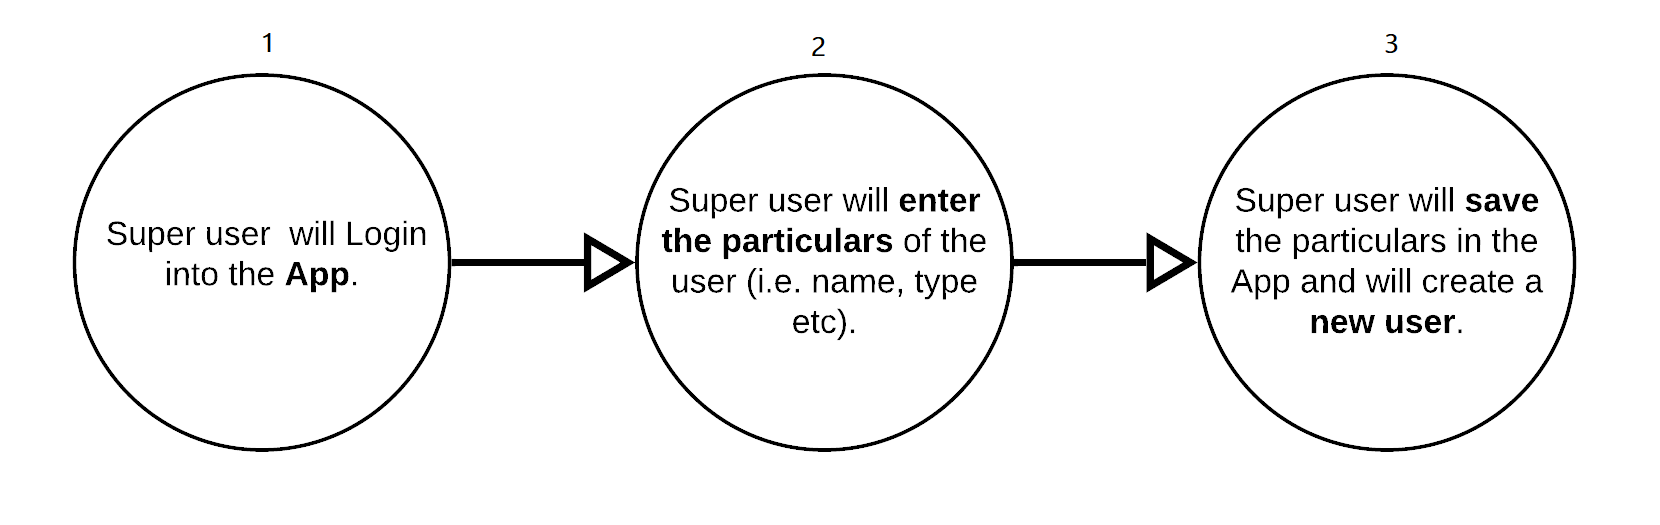 1
2
3
Super user  will Login
into the App.
Super user will enter
the particulars of the
user (i.e. name, type
etc).
Super user will save
the particulars in the
App and will create a
new user.